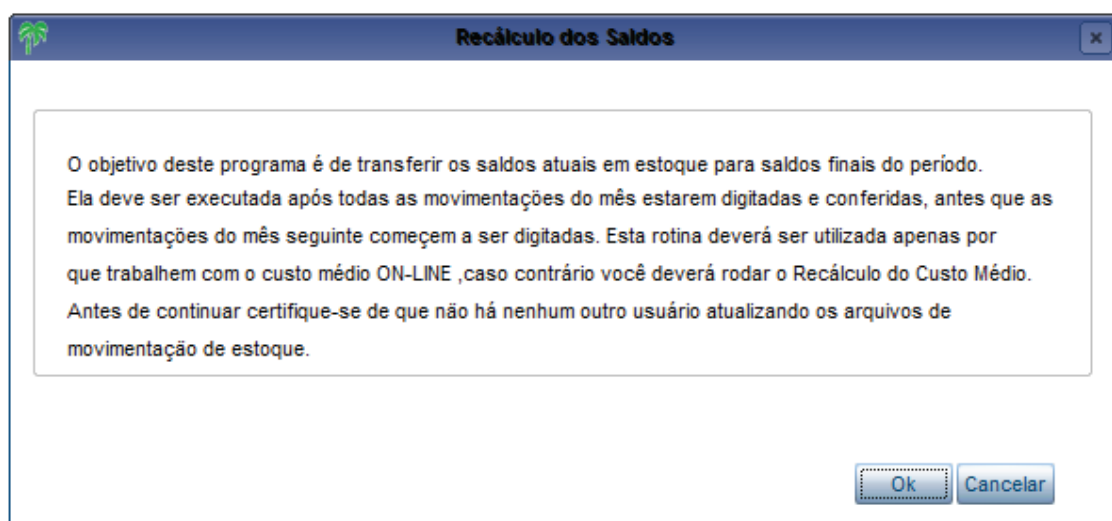 Recálculo dos Saldos
O objetivo deste programa é de transferir os saldos atuais em estoque para saldos finais do período.
Ela deve ser executada após todas as movimentaçöes do mês estarem digitadas e conferidas, antes que as
movimentaçöes do mês seguinte começem a ser digitadas. Esta rotina deverá ser utilizada apenas por
que trabalhem com o custo médio ON-LINE ,caso contrário você deverá rodar o Recálculo do Custo Médio.
Antes de continuar certifique-se de que näo há nenhum outro usuário atualizando os arquivos de
movimentaçäo de estoque.
Ok Cancelar